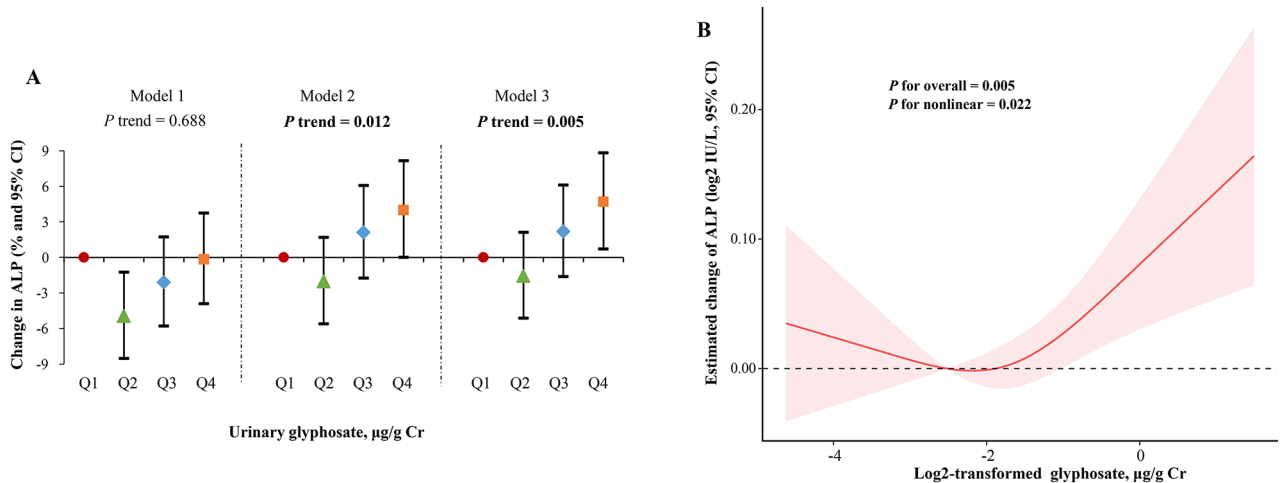 A
Model 1
P trend = 0.688
Model 2
P trend = 0.012
Model 3
P trend = 0.005
Change in ALP (% and 95% CI)
9
6
3
0
-3
-6
-9
Q1 Q2 Q3 Q4 Q1 Q2 Q3 Q4 Q1 Q2 Q3 Q4
Urinary glyphosate, μg/g Cr
B
P for overall = 0.005
P for nonlinear = 0.022
Estimated change of ALP (log2 IU/L, 95% CI)
0.20
0.10
0.00
-4 -2 0
Log2-transformed glyphosate, μg/g Cr